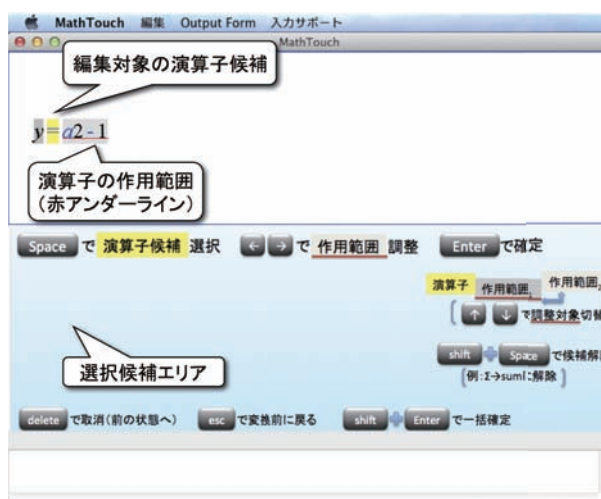 MathTouch 編集 Output Form 入力サポート
MathTouch
編集対象の演算子候補
y = a2 - 1
演算子の作用範囲
(赤アンダーライン)
Space で 演算子候補 選択 ← → で 作用範囲 調整 Enter で確定
演算子 作用範囲1 作用範囲2
↑ ↓ で調整対象切替
shift + Space で候補解
(例:Σ→sumに解除)
選択候補エリア
delete で取消(前の状態へ) esc で変換前に戻る shift + Enter で一括確定